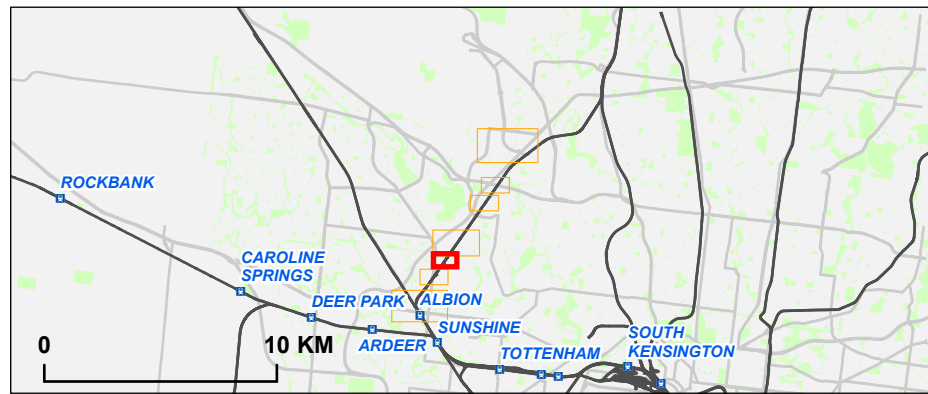 ROCKBANK
CAROLINE
SPRINGS
DEER PARK
ALBION
ARDEER
SUNSHINE
TOTTENHAM
SOUTH
KENSINGTON
0
10 KM